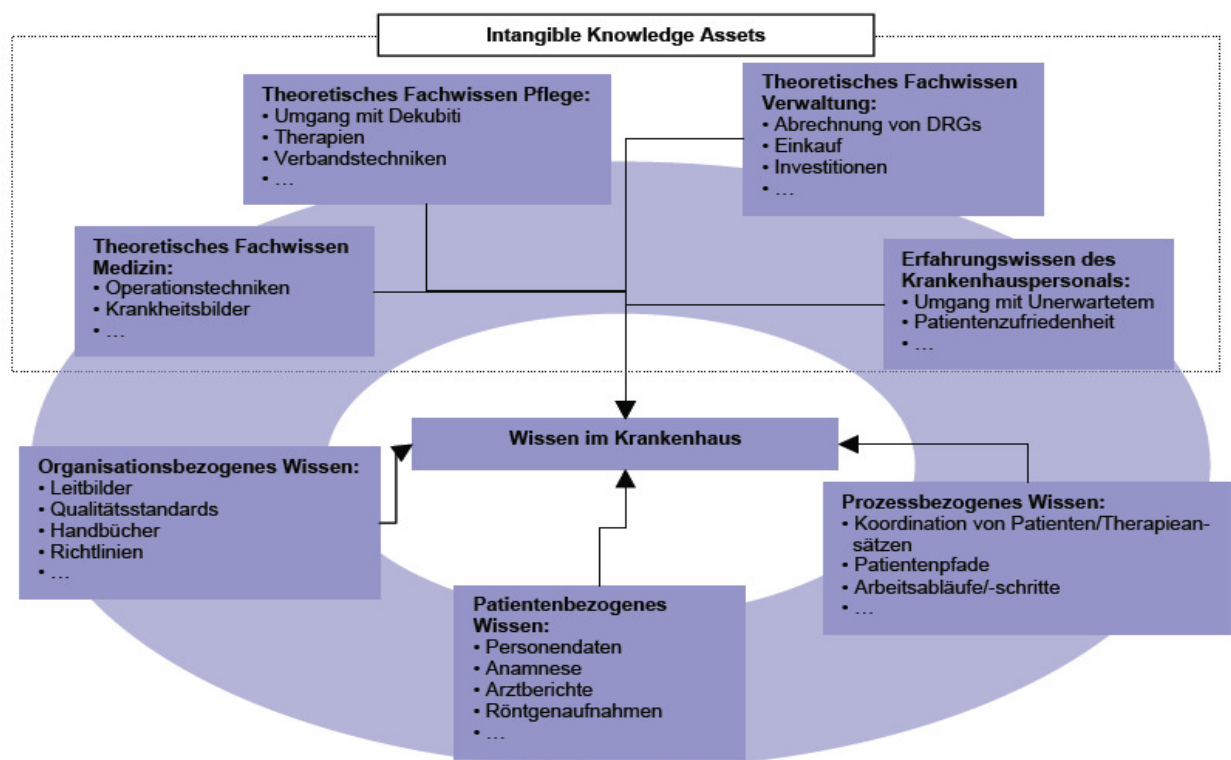 Intangible Knowledge Assets
Theoretisches Fachwissen Pflege:
• Umgang mit Dekubiti
• Therapien
• Verbandstechniken
• …
Theoretisches Fachwissen
Verwaltung:
• Abrechnung von DRGs
• Einkauf
• Investitionen
• …
Theoretisches Fachwissen
Medizin:
• Operationstechniken
• Krankheitsbilder
• …
Erfahrungswissen des
Krankenhauspersonals:
• Umgang mit Unerwartetem
• Patientenzufriedenheit
• …
Wissen im Krankenhaus
Organisationsbezogenes Wissen:
• Leitbilder
• Qualitätsstandards
• Handbücher
• Richtlinien
• …
Prozessbezogenes Wissen:
• Koordination von Patienten/Therapiean-
sätzen
• Patientenpfade
• Arbeitsabläufe/-schritte
• …
Patientenbezogenes
Wissen:
• Personendaten
• Anamnese
• Arztberichte
• Röntgenaufnahmen
• …